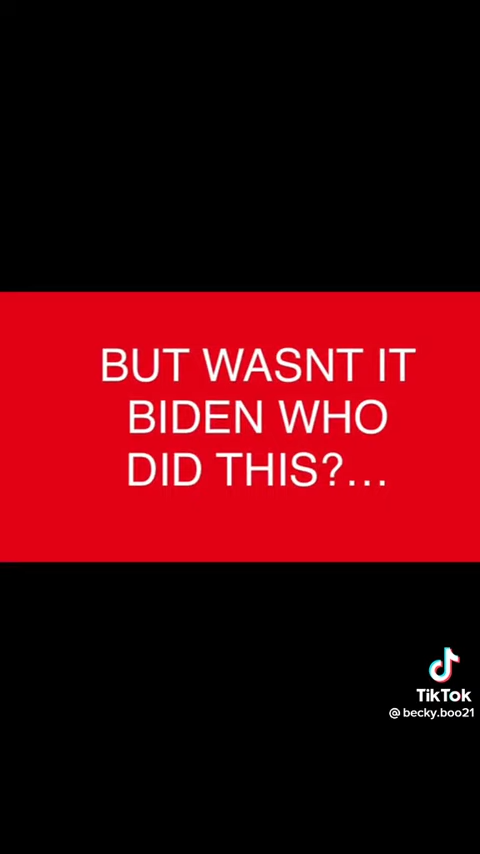 BUT WASNT IT
BIDEN WHO
DID THIS?...
TikTok
@becky.boo21